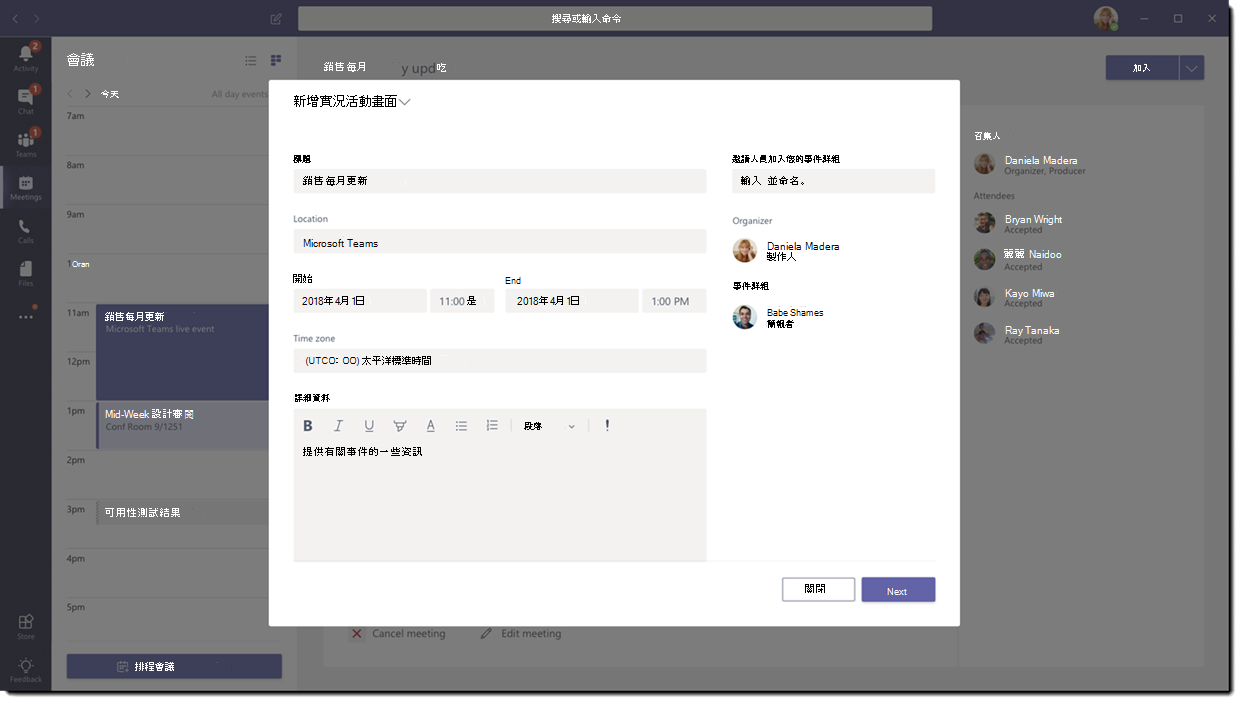 搜尋或輸入命令
2
Activity
1
Chat
1
Teams
Meetings
Calls
Files
Store
Feedback
會議
今天
All day events
7am
8am
9am
1Oran
11am
銷售每月更新
Microsoft Teams live event
12pm
1pm
Mid-Week 設計審閱
Conf Room 9/1251
2pm
3pm
可用性測試結果
4pm
5pm
排程會議
銷售每月
y upd吃
加入
新增實況活動畫面
標題
銷售每月更新
Location
Microsoft Teams
開始
End
2018年4月1日
11:00 是
2018年4月1日
1:00 PM
Time zone
(UTC0: 00) 太平洋標準時間
詳細資料
B I U A 段落 !
提供有關事件的一些資訊
邀請人員加入您的事件群組
輸入 並命名。
Organizer
Daniela Madera
製作人
事件群組
Babe Shames
簡報者
關閉
Next
Cancel meeting
Edit meeting
召集人
Daniela Madera
Organizer, Producer
Attendees
Bryan Wright
Accepted
麗麗 Naidoo
Accepted
Kayo Miwa
Accepted
Ray Tanaka
Accepted